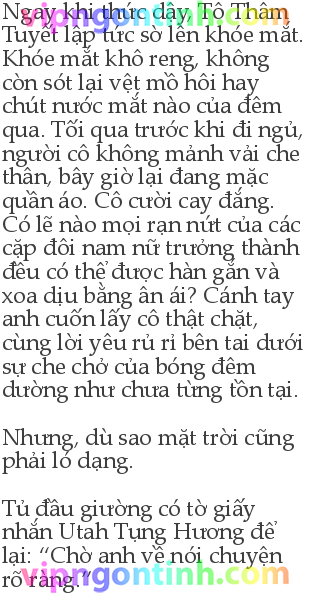 Ngay khi thức dậy, Tô Thâm
Tuyết lập tức sờ lên khóe mắt.
Khóe mắt khô reng, không
còn sót lại vệt mồ hôi hay
chút nước mắt nào của đêm
qua. Tối qua trước khi đi ngủ,
người cô không mảnh vải che
thân, bây giờ lại đang mặc
quần áo. Cô cười cay đắng.
Có lẽ nào mọi rạn nứt của các
cặp đôi nam nữ trưởng thành
đều có thể được hàn gắn và
xoa dịu bằng ân ái? Cánh tay
anh cuốn lấy cô thật chặt,
cùng lời yêu rủ rỉ bên tai dưới
sự che chở của bóng đêm
dường như chưa từng tồn tại.
Nhưng, dù sao mặt trời cũng
phải ló dạng.
Tủ đầu giường có tờ giấy
nhắn Utah Tụng Hương để
lại: “Chờ anh về nói chuyện
rõ ràng.”
vipngontinh.com
vipngontinh.com